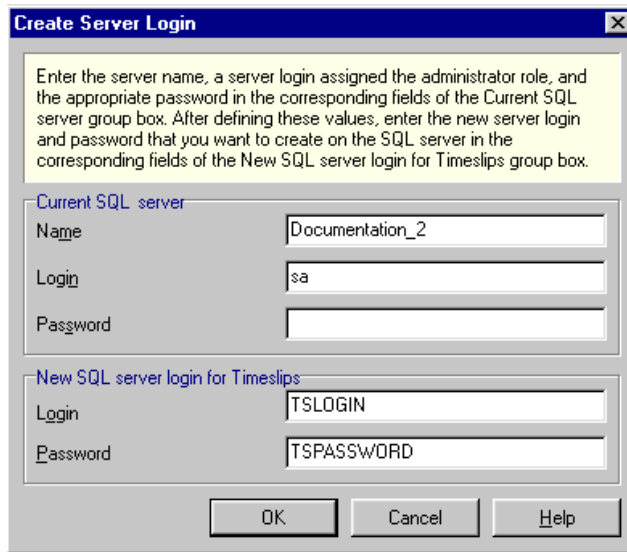 Create Server Login
Enter the server name, a server login assigned the administrator role, and
the appropriate password in the corresponding fields of the Current SQL
server group box. After defining these values, enter the new server login
and password that you want to create on the SQL server in the
corresponding fields of the New SQL server login for Timeslips group box.
Current SQL server
Name Documentation_2
Login sa
Password
New SQL server login for Timeslips
Login TSLOGIN
Password TSPASSWORD
OK Cancel Help